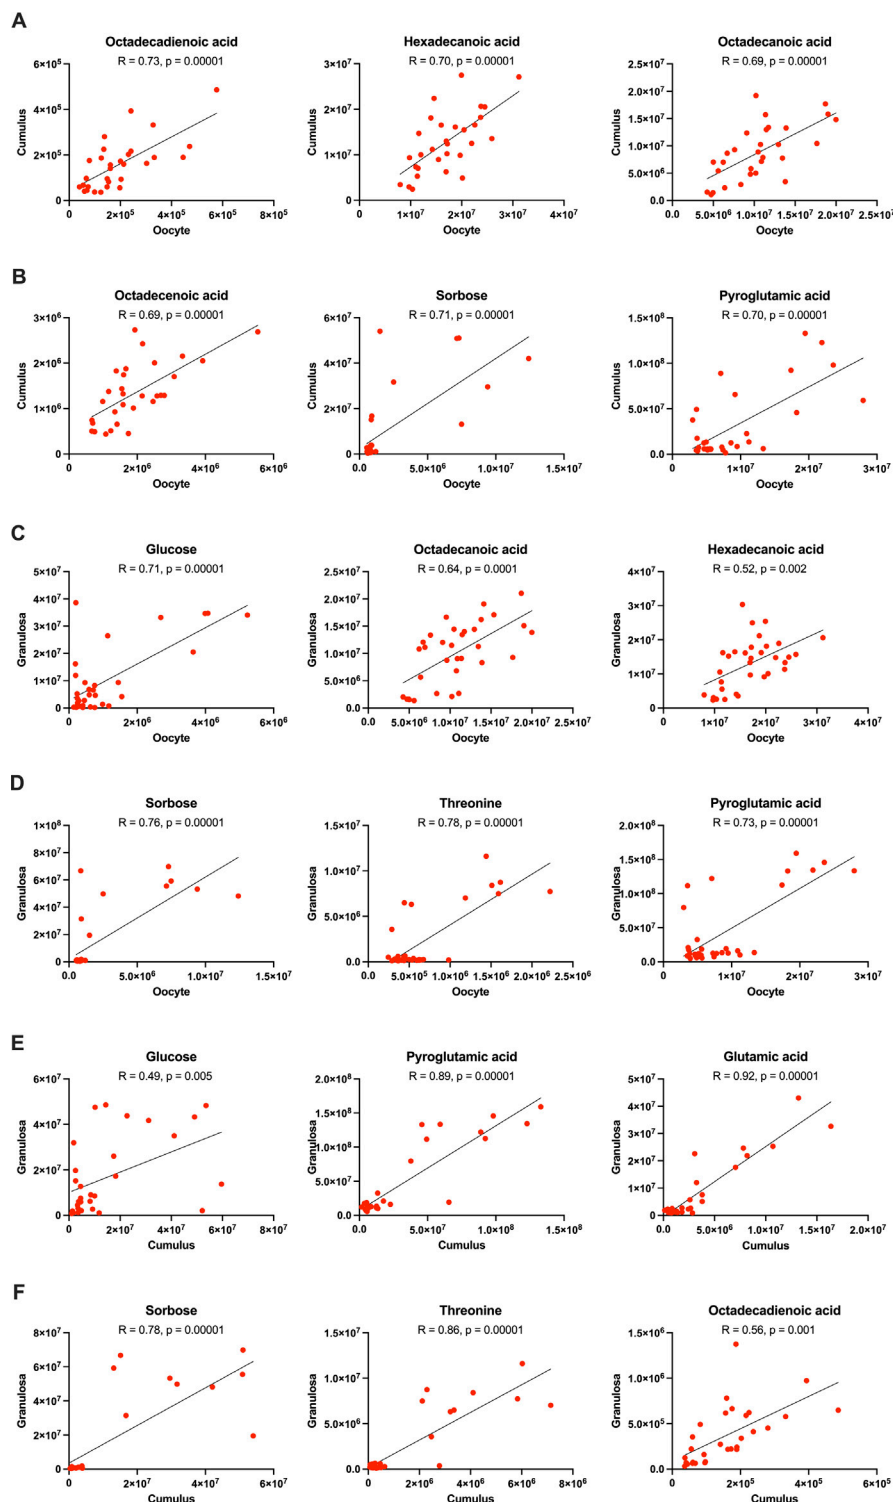 A
Octadecadienoic acid
R = 0.73, p = 0.00001
6×10⁵
4×10⁵
2×10⁵
0
Cumulus
0 2×10⁵ 4×10⁵ 6×10⁵ 8×10⁵
Oocyte
Hexadecanoic acid
R = 0.70, p = 0.00001
3×10⁷
2×10⁷
1×10⁷
0
Cumulus
0 1×10⁷ 2×10⁷ 3×10⁷ 4×10⁷
Oocyte
Octadecanoic acid
R = 0.69, p = 0.00001
2.5×10⁷
2.0×10⁷
1.5×10⁷
1.0×10⁷
5.0×10⁶
0.0
Cumulus
0.0 5.0×10⁶ 1.0×10⁷ 1.5×10⁷ 2.0×10⁷ 2.5×10⁷
Oocyte
B
Octadecenoic acid
R = 0.69, p = 0.00001
3×10⁶
2×10⁶
1×10⁶
0
Cumulus
0 2×10⁶ 4×10⁶ 6×10⁶
Oocyte
Sorbose
R = 0.71, p = 0.00001
6×10⁷
4×10⁷
2×10⁷
0
Cumulus
0.0 5.0×10⁶ 1.0×10⁷ 1.5×10⁷
Oocyte
Pyroglutamic acid
R = 0.70, p = 0.00001
1.5×10⁸
1.0×10⁸
5.0×10⁷
0.0
Cumulus
0 1×10⁷ 2×10⁷ 3×10⁷
Oocyte
C
Glucose
R = 0.71, p = 0.00001
5×10⁷
4×10⁷
3×10⁷
2×10⁷
1×10⁷
0
Granulosa
0 2×10⁶ 4×10⁶ 6×10⁶
Oocyte
Octadecanoic acid
R = 0.64, p = 0.0001
2.5×10⁷
2.0×10⁷
1.5×10⁷
1.0×10⁷
5.0×10⁶
0.0
Granulosa
0.0 5.0×10⁶ 1.0×10⁷ 1.5×10⁷ 2.0×10⁷ 2.5×10⁷
Oocyte
Hexadecanoic acid
R = 0.52, p = 0.002
4×10⁷
3×10⁷
2×10⁷
1×10⁷
0
Granulosa
0 1×10⁷ 2×10⁷ 3×10⁷ 4×10⁷
Oocyte
D
Sorbose
R = 0.76, p = 0.00001
1×10⁸
8×10⁷
6×10⁷
4×10⁷
2×10⁷
0
Granulosa
0.0 5.0×10⁶ 1.0×10⁷ 1.5×10⁷
Oocyte
Threonine
R = 0.78, p = 0.00001
1.5×10⁷
1.0×10⁷
5.0×10⁶
0.0
Granulosa
0.0 5.0×10⁵ 1.0×10⁶ 1.5×10⁶ 2.0×10⁶ 2.5×10⁶
Oocyte
Pyroglutamic acid
R = 0.73, p = 0.00001
2.0×10⁸
1.5×10⁸
1.0×10⁸
5.0×10⁷
0.0
Granulosa
0 1×10⁷ 2×10⁷ 3×10⁷
Oocyte
E
Glucose
R = 0.49, p = 0.005
6×10⁷
4×10⁷
2×10⁷
0
Granulosa
0 2×10⁷ 4×10⁷ 6×10⁷ 8×10⁷
Cumulus
Pyroglutamic acid
R = 0.89, p = 0.00001
2.0×10⁸
1.5×10⁸
1.0×10⁸
5.0×10⁷
0.0
Granulosa
0.0 5.0×10⁷ 1.0×10⁸ 1.5×10⁸
Cumulus
Glutamic acid
R = 0.92, p = 0.00001
5×10⁷
4×10⁷
3×10⁷
2×10⁷
1×10⁷
0
Granulosa
0.0 5.0×10⁶ 1.0×10⁷ 1.5×10⁷ 2.0×10⁷
Cumulus
F
Sorbose
R = 0.78, p = 0.00001
8×10⁷
6×10⁷
4×10⁷
2×10⁷
0
Granulosa
0 2×10⁷ 4×10⁷ 6×10⁷
Cumulus
Threonine
R = 0.86, p = 0.00001
1.5×10⁷
1.0×10⁷
5.0×10⁶
0.0
Granulosa
0 2×10⁶ 4×10⁶ 6×10⁶ 8×10⁶
Cumulus
Octadecadienoic acid
R = 0.56, p = 0.001
1.5×10⁶
1.0×10⁶
5.0×10⁵
0.0
Granulosa
0 2×10⁵ 4×10⁵ 6×10⁵
Cumulus